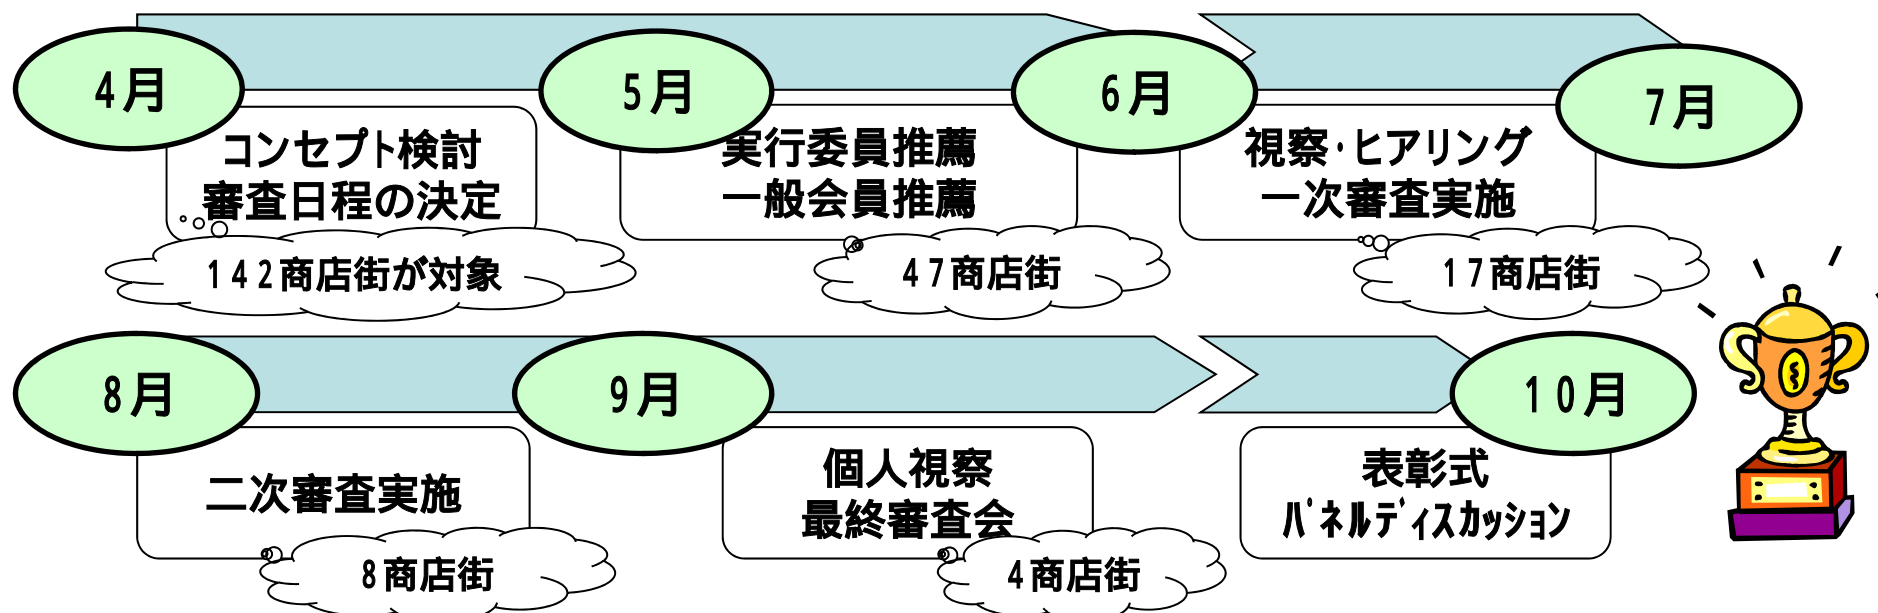 4月
5月
6月
7月
コンセプト検討
審査日程の決定
実行委員推薦
一般会員推薦
視察・ヒアリング
一次審査実施
142商店街が対象
47商店街
17商店街
8月
9月
10月
二次審査実施
個人視察
最終審査会
表彰式
ﾊﾟﾈﾙﾃﾞｨｽｶｯｼｮﾝ
8商店街
4商店街